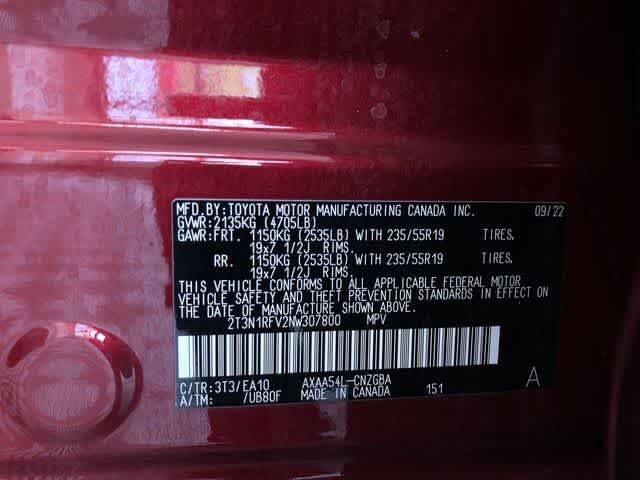 MFD.BY:TOYOTA MOTOR MANUFACTURING CANADA INC. 09/22
GVWR:2135KG (4705LB)
GAWR:FRT. 1150KG (2535LB) WITH 235/55R19 TIRES.
19x7 1/2J RIMS.
RR. 1150KG (2535LB) WITH 235/55R19 TIRES.
19x7 1/2J RIMS.
THIS VEHICLE CONFORMS TO ALL APPLICABLE FEDERAL MOTOR
VEHICLE SAFETY AND THEFT PREVENTION STANDARDS IN EFFECT ON
THE DATE OF MANUFACTURE SHOWN ABOVE.
2T3N1RFV2NW307800 MPV
C/TR:3T3/EA10 AXAA54L-CNZGBA
A/TM: /UB80F MADE IN CANADA 151 A